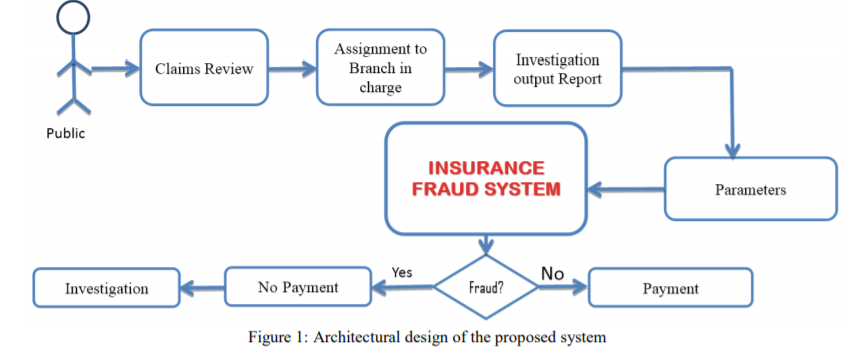 Claims Review
Assignment to
Branch in
charge
Investigation
output Report
Public
INSURANCE
FRAUD SYSTEM
Parameters
Yes
No
Investigation
No Payment
Fraud?
Payment
Figure 1: Architectural design of the proposed system